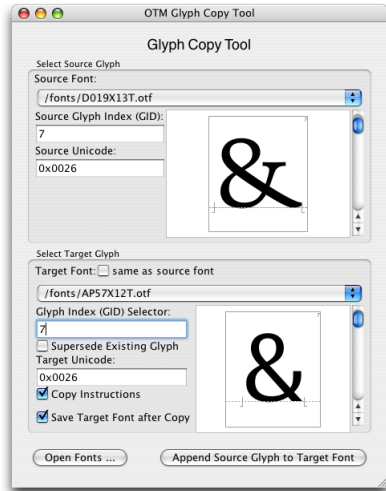 OTM Glyph Copy Tool
Glyph Copy Tool
Select Source Glyph
Source Font:
/fonts/D019X13T.otf
Source Glyph Index (GID):
7
Source Unicode:
0x0026
7
&
Select Target Glyph
Target Font: same as source font
/fonts/AP57X12T.otf
Glyph Index (GID) Selector:
7
Supersede Existing Glyph
Target Unicode:
0x0026
Copy Instructions
Save Target Font after Copy
7
&
Open Fonts ... Append Source Glyph to Target Font